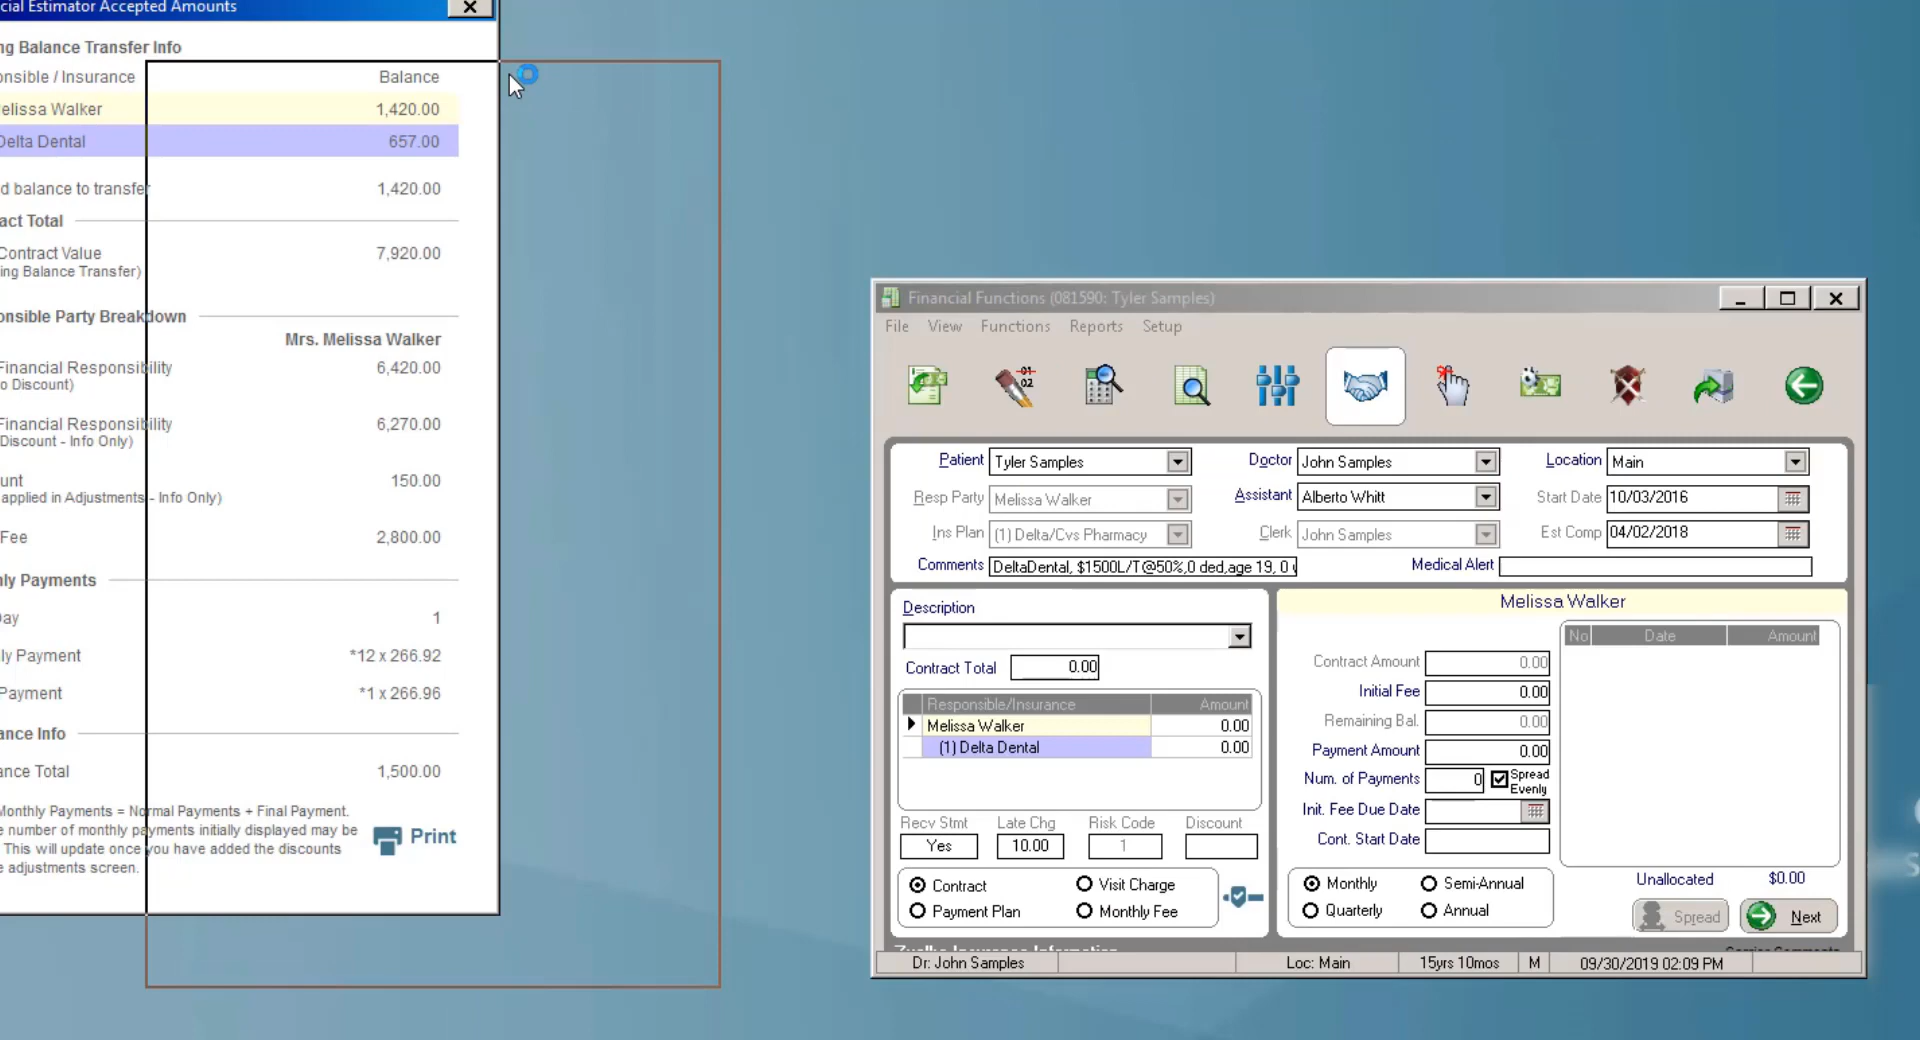 cial Estimator Accepted Amounts
ng Balance Transfer Info
onsible / Insurance Balance
elissa Walker 1,420.00
Delta Dental 657.00
d balance to transfer 1,420.00
act Total
Contract Value 7,920.00
ing Balance Transfer)
onsible Party Breakdown
Mrs. Melissa Walker
Financial Responsibility 6,420.00
o Discount)
Financial Responsibility 6,270.00
Discount - Info Only)
unt 150.00
applied in Adjustments - Info Only)
Fee 2,800.00
nly Payments
Day 1
ly Payment *12 x 266.92
Payment *1 x 266.96
ance Info
ance Total 1,500.00
Monthly Payments = Normal Payments + Final Payment.
e number of monthly payments initially displayed may be
This will update once you have added the discounts
e adjustments screen.
Print
Financial Functions (081590: Tyler Samples)
File View Functions Reports Setup
01
02
Patient Tyler Samples Doctor John Samples Location Main
Resp Party Melissa Walker Assistant Alberto Whitt Start Date 10/03/2016
Ins Plan (1) Delta/Cvs Pharmacy Clerk John Samples Est Comp 04/02/2018
Comments DeltaDental, $1500L/T@50%,0 ded,age 19, 0 Medical Alert
Description
Contract Total 0.00
Responsible/Insurance Amount
Melissa Walker 0.00
(1) Delta Dental 0.00
Recv Stmt Late Chg Risk Code Discount
Yes 10.00 1
Contract Visit Charge
Payment Plan Monthly Fee
Melissa Walker
Contract Amount 0.00
Initial Fee 0.00
Remaining Bal. 0.00
Payment Amount 0.00
Num. of Payments 0 Spread Evenly
Init. Fee Due Date
Cont. Start Date
Monthly Semi-Annual
Quarterly Annual
No Date Amount
Unallocated $0.00
Spread Next
Dr: John Samples Loc: Main 15yrs 10mos M 09/30/2019 02:09 PM